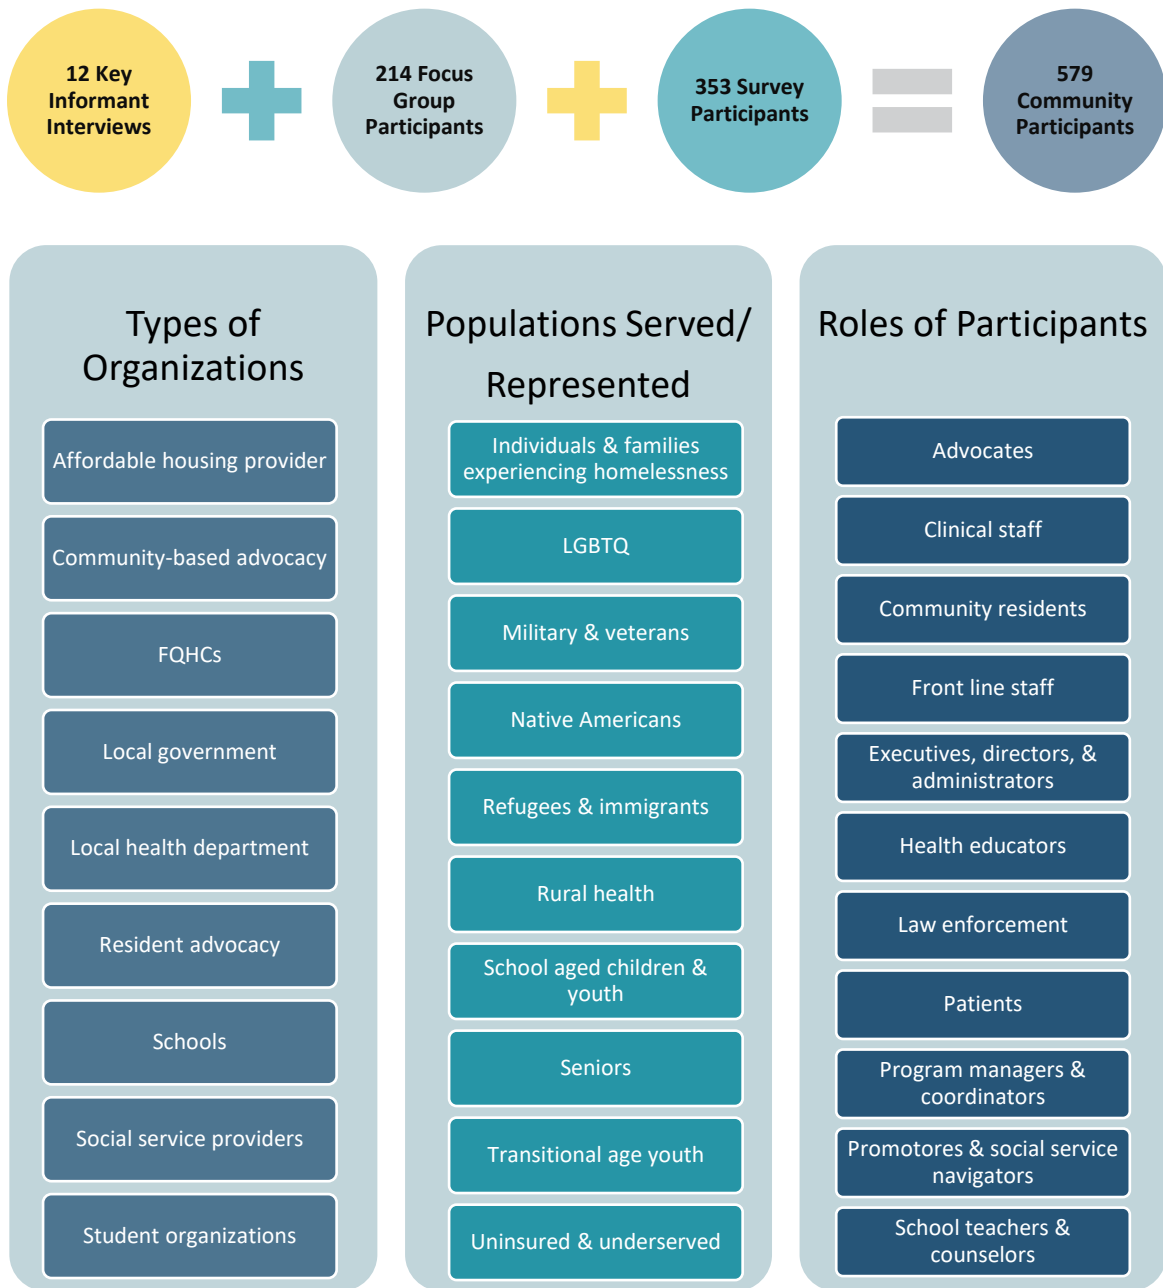 12 Key
Informant
Interviews
214 Focus
Group
Participants
353 Survey
Participants
579
Community
Participants
Types of
Organizations
Affordable housing provider
Community-based advocacy
FQHCs
Local government
Local health department
Resident advocacy
Schools
Social service providers
Student organizations
Populations Served/
Represented
Individuals & families
experiencing homelessness
LGBTQ
Military & veterans
Native Americans
Refugees & immigrants
Rural health
School aged children &
youth
Seniors
Transitional age youth
Uninsured & underserved
Roles of Participants
Advocates
Clinical staff
Community residents
Front line staff
Executives, directors, &
administrators
Health educators
Law enforcement
Patients
Program managers &
coordinators
Promotores & social service
navigators
School teachers &
counselors